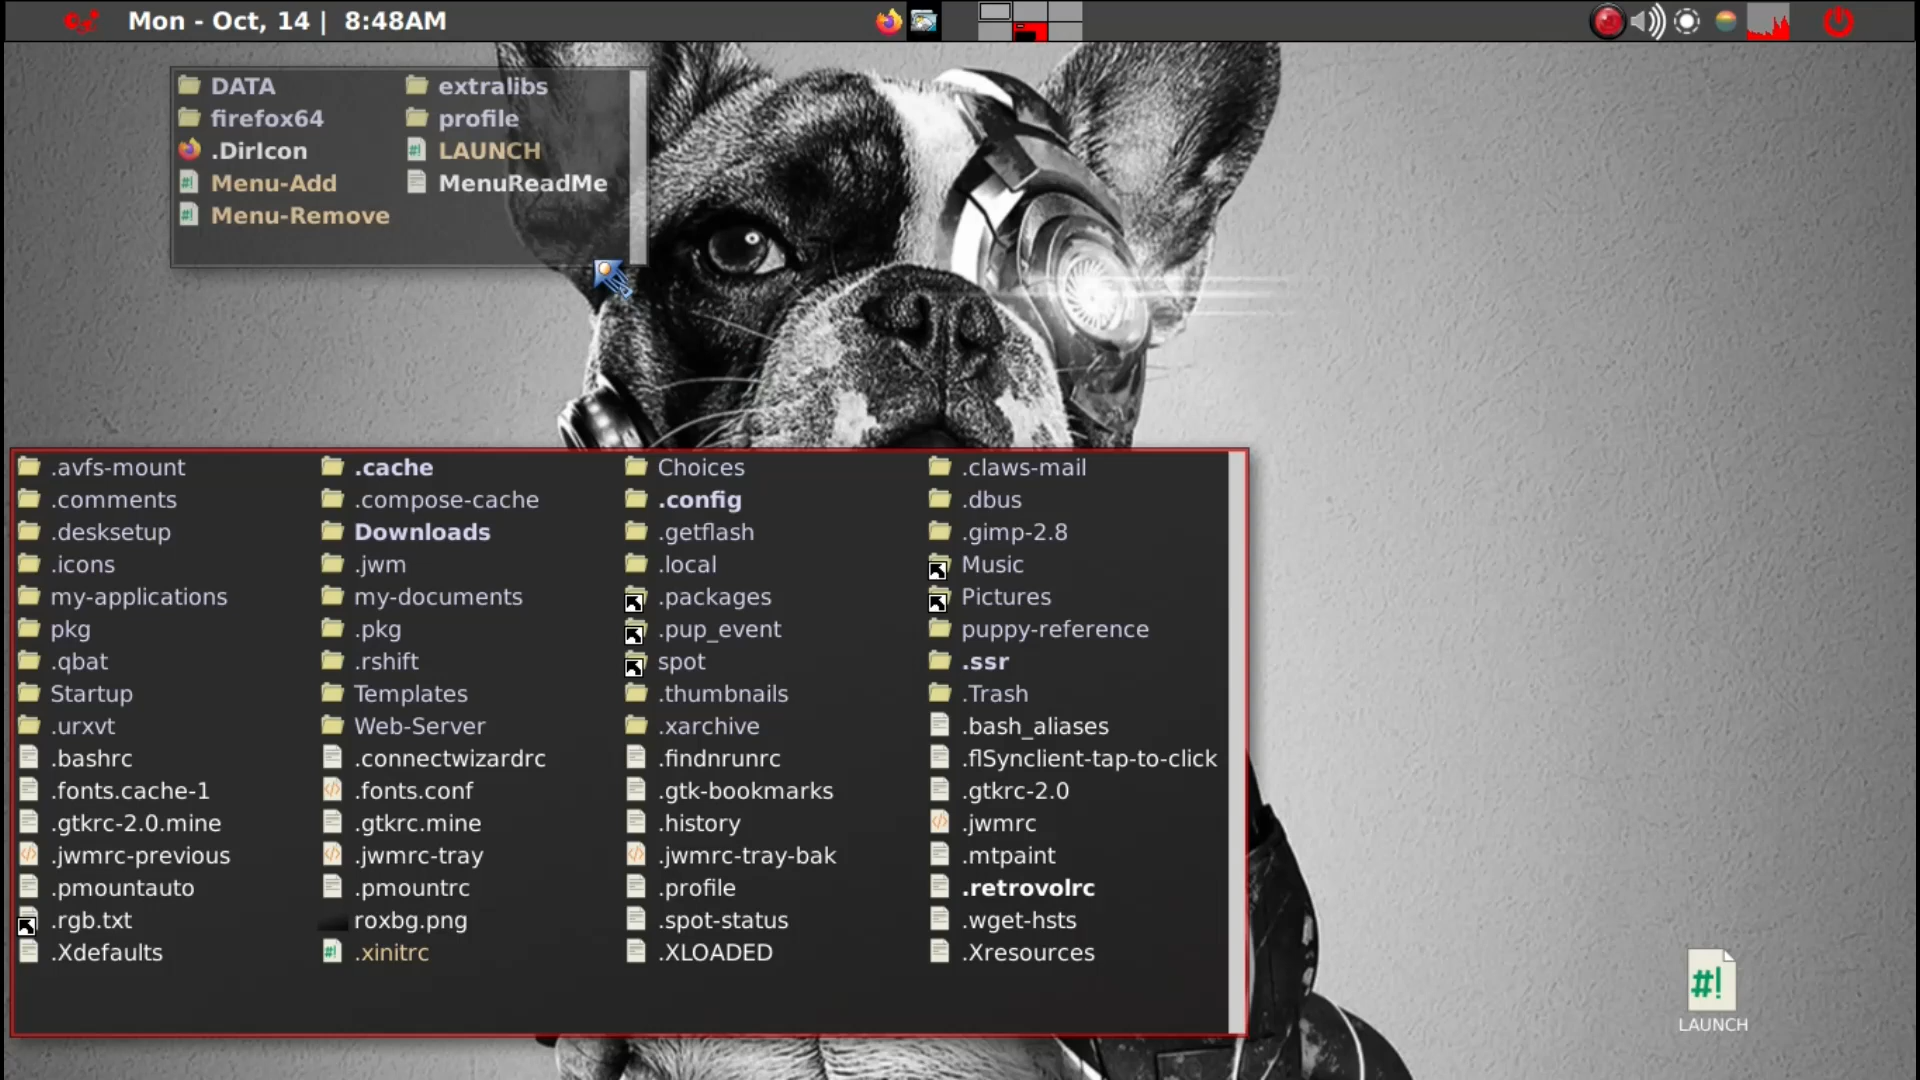 Mon - Oct, 14 | 8:48AM
DATA extralibs
firefox64 profile
.DirIcon LAUNCH
Menu-Add MenuReadMe
Menu-Remove
.avfs-mount .cache Choices .claws-mail
.comments .compose-cache .config .dbus
.desksetup Downloads .getflash .gimp-2.8
.icons .jwm .local Music
my-applications my-documents .packages Pictures
pkg .pkg .pup_event puppy-reference
.qbat .rshift spot .ssr
Startup Templates .thumbnails .Trash
.urxvt Web-Server .xarchive .bash_aliases
.bashrc .connectwizardrc .findnrunrc .flSynclient-tap-to-click
.fonts.cache-1 .fonts.conf .gtk-bookmarks .gtkrc-2.0
.gtkrc-2.0.mine .gtkrc.mine .history .jwmrc
.jwmrc-previous .jwmrc-tray .jwmrc-tray-bak .mtpaint
.pmountauto .pmountrc .profile .retrovolrc
.rgb.txt roxbg.png .spot-status .wget-hsts
.Xdefaults .xinitrc .XLOADED .Xresources
#!
LAUNCH